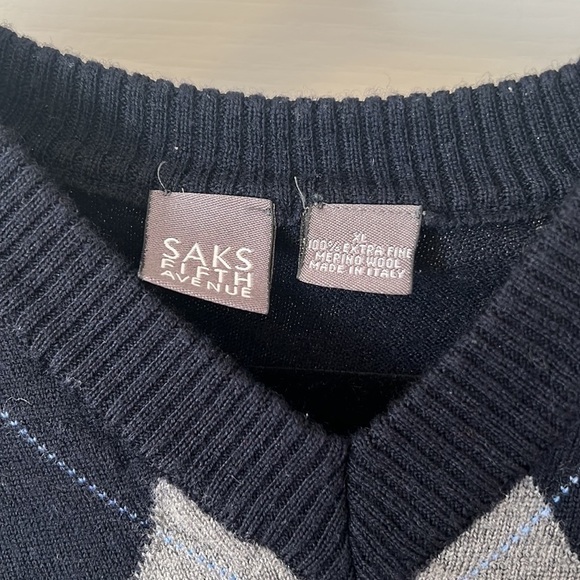 SAKS
FIFTH
AVENUE
XL
100% EXTRA FINE
MERINO WOOL
MADE IN ITALY